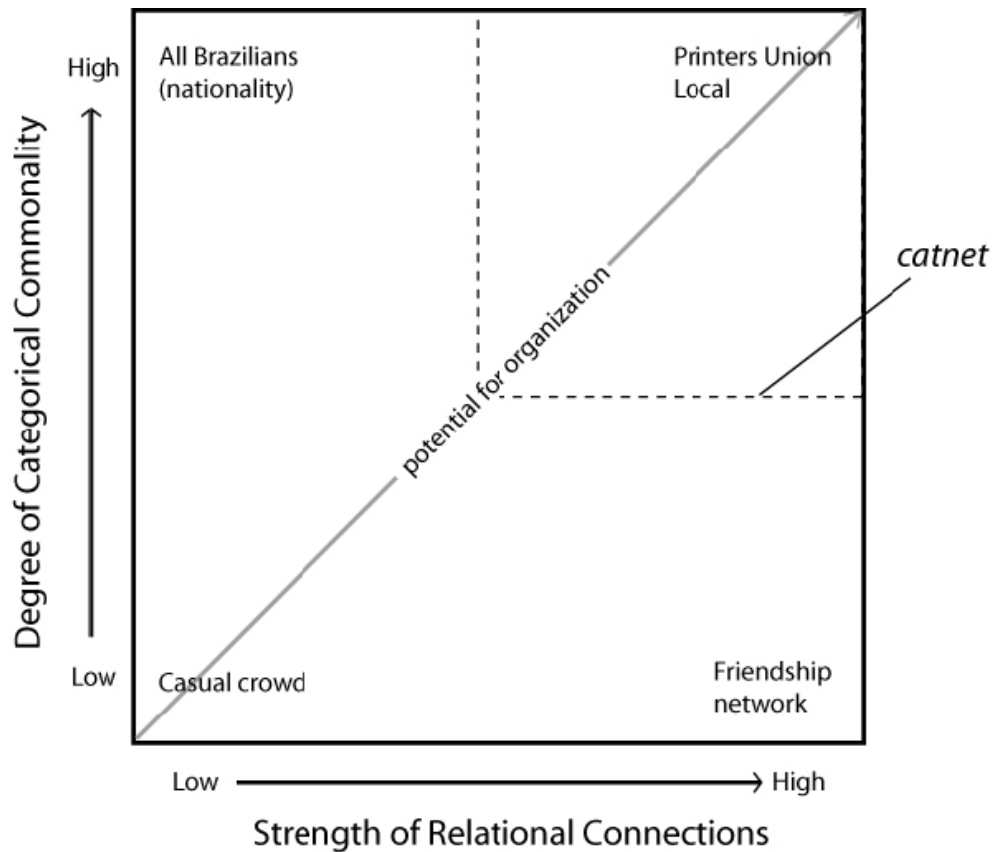 High
All Brazilians
(nationality)
Printers Union
Local
Degree of Categorical Commonality
catnet
potential for organization
Low
Casual crowd
Friendship
network
Low
High
Strength of Relational Connections